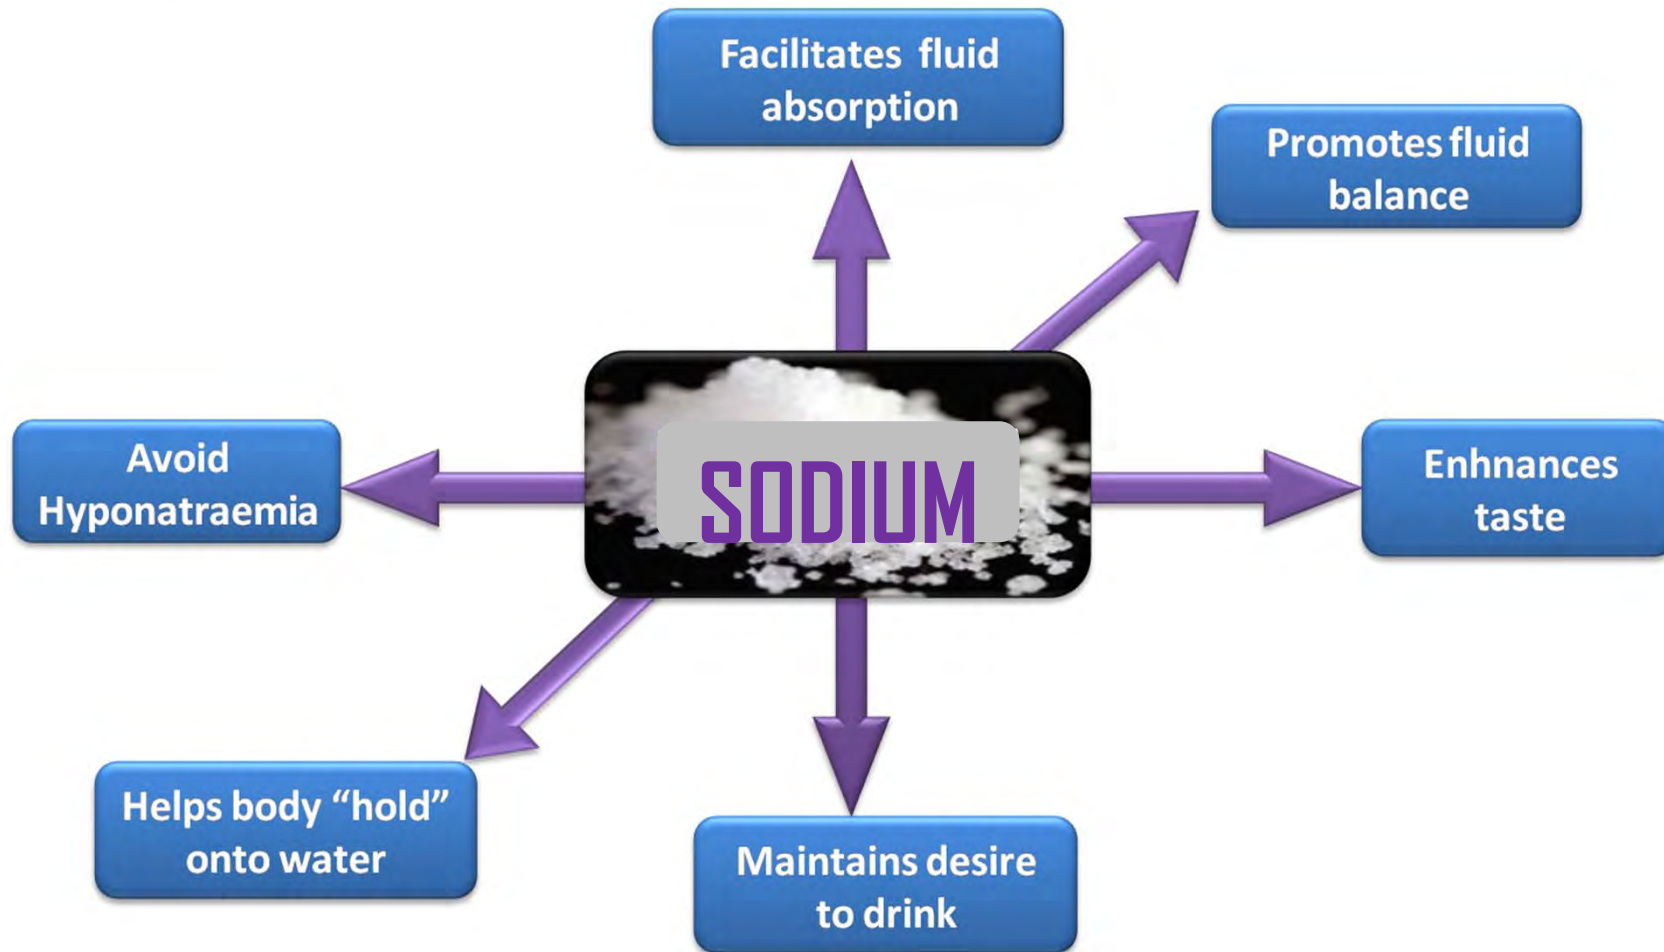 Facilitates fluid
absorption
Promotes fluid
balance
Avoid
Hyponatraemia
SODIUM
Enhnances
taste
Helps body “hold”
onto water
Maintains desire
to drink